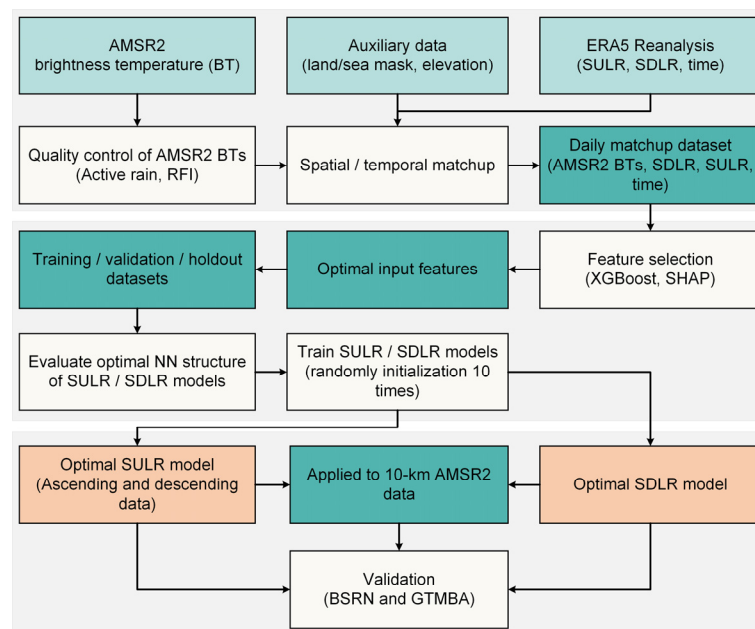 AMSR2
brightness temperature (BT)
Auxiliary data
(land/sea mask, elevation)
ERA5 Reanalysis
(SULR, SDLR, time)
Quality control of AMSR2 BTs
(Active rain, RFI)
Spatial / temporal matchup
Daily matchup dataset
(AMSR2 BTs, SDLR, SULR,
time)
Training / validation / holdout
datasets
Optimal input features
Feature selection
(XGBoost, SHAP)
Evaluate optimal NN structure
of SULR / SDLR models
Train SULR / SDLR models
(randomly initialization 10
times)
Optimal SULR model
(Ascending and descending
data)
Applied to 10-km AMSR2
data
Optimal SDLR model
Validation
(BSRN and GTMBA)